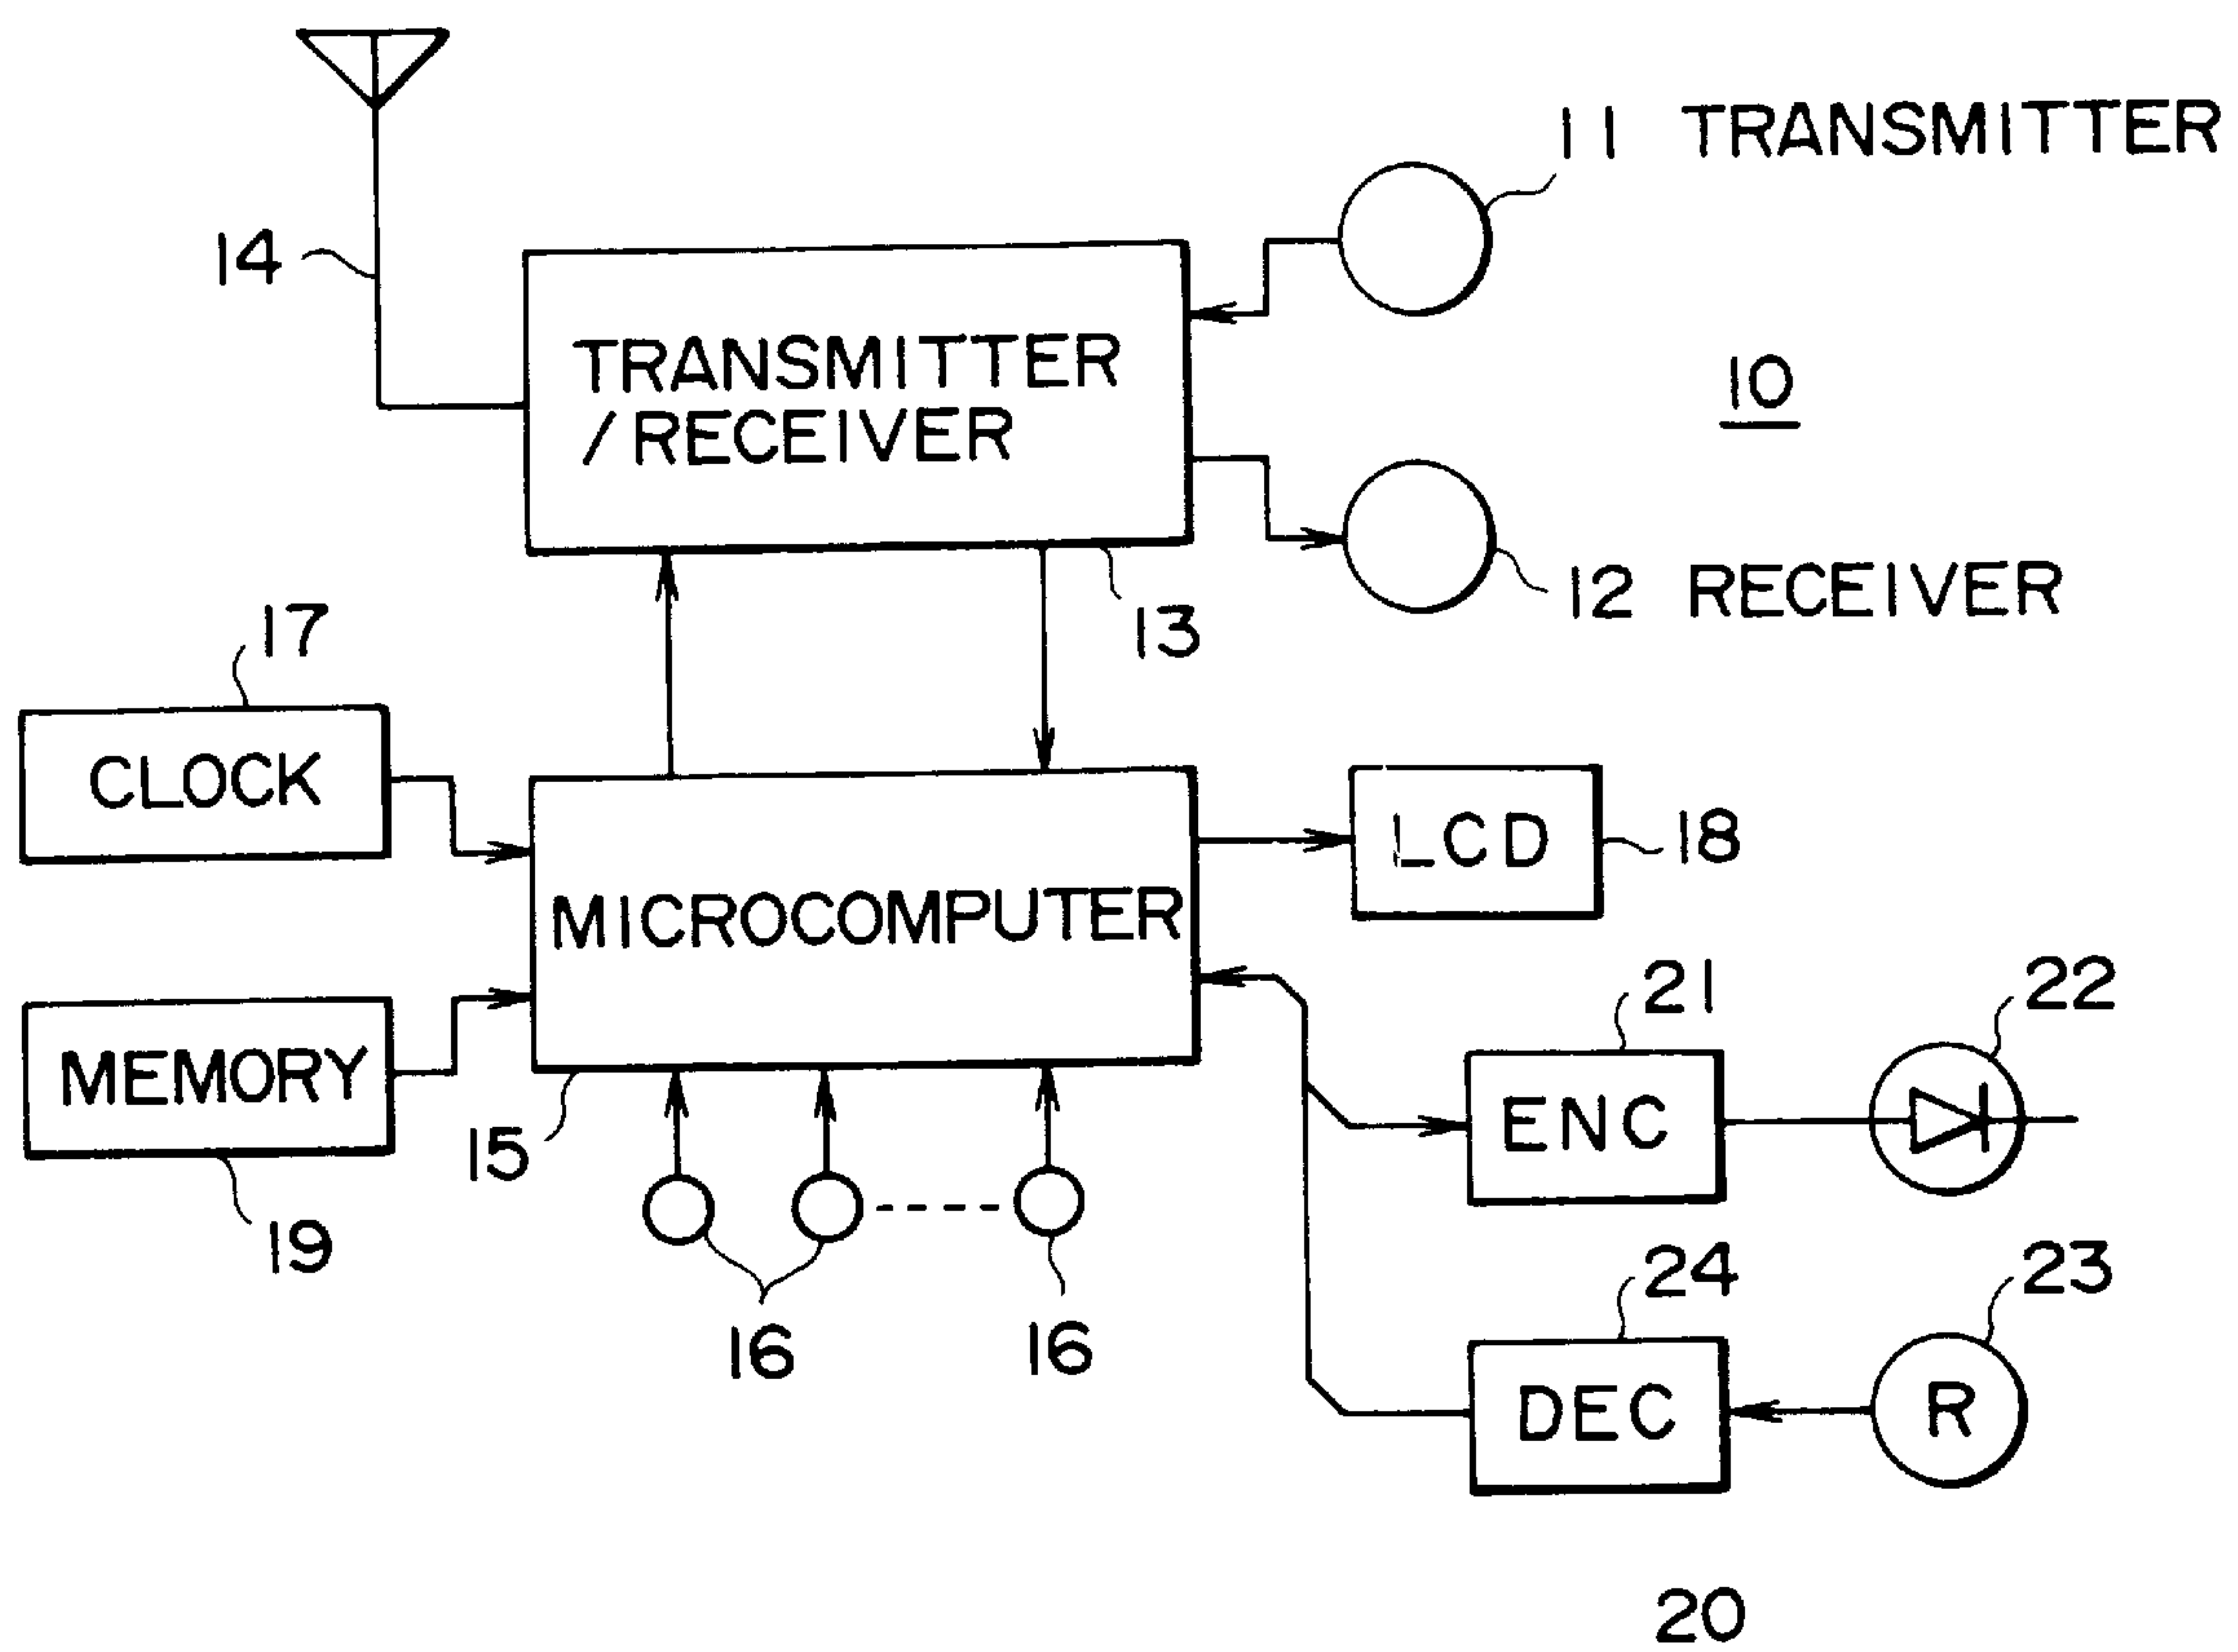 11 TRANSMITTER
14
TRANSMITTER
/RECEIVER
10
12 RECEIVER
13
17
CLOCK
LCD
18
MICROCOMPUTER
21
22
MEMORY
ENC
15
19
24
23
16
16
DEC
R
20